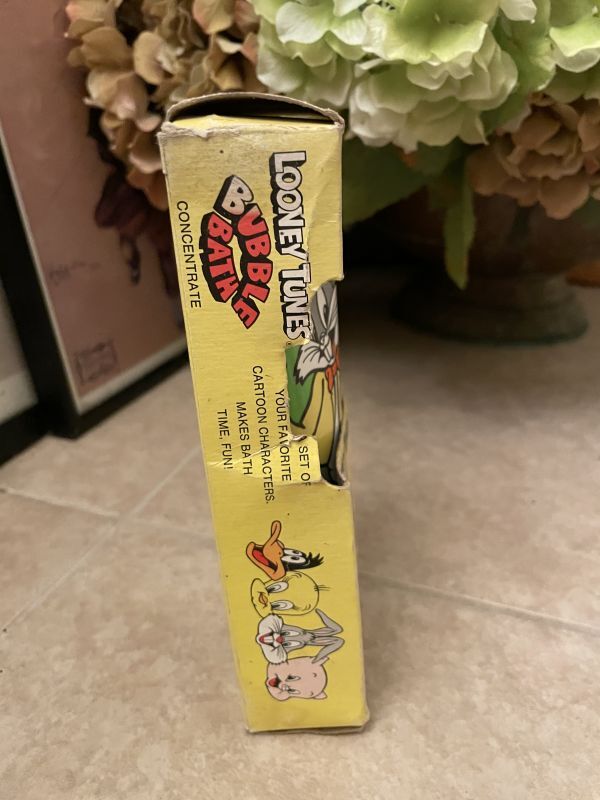 LOONEY TUNES®
BUBBLE
BATH
CONCENTRATE
SET OF
YOUR FAVORITE
CARTOON CHARACTERS.
MAKES BATH
TIME, FUN!